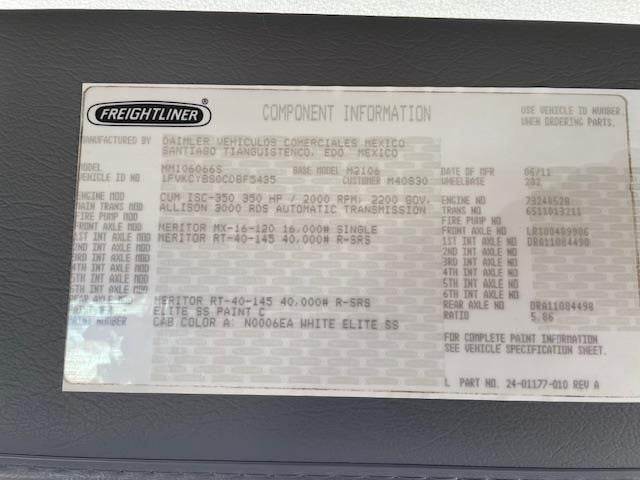 FREIGHTLINER ®
COMPONENT INFORMATION
USE VEHICLE ID NUMBER
WHEN ORDERING PARTS.
MANUFACTURED BY DAIMLER VEHICULOS COMERCIALES MEXICO
SANTIAGO TIANGUISTENCO, EDO MEXICO
MODEL MM106066S BASE MODEL M2106 DATE OF MFR 06/11
VEHICLE ID NO 1FVKCYBS0CDBF5435 CUSTOMER M40830 WHEELBASE 202
ENGINE MOD CUM ISC-350 350 HP / 2000 RPM; 2200 GOV. ENGINE NO
MAIN TRANS MOD ALLISON 3000 RDS AUTOMATIC TRANSMISSION TRANS NO 6511013211
FIRE PUMP MOD FIRE PUMP NO
FRONT AXLE MOD MERITOR MX-16-120 16,000# SINGLE FRONT AXLE NO
1ST INT AXLE MOD MERITOR RT-40-145 40,000# R-SRS 1ST INT AXLE NO
2ND INT AXLE MOD 2ND INT AXLE NO
3RD INT AXLE MOD 3RD INT AXLE NO
4TH INT AXLE MOD 4TH INT AXLE NO
5TH INT AXLE MOD 5TH INT AXLE NO
6TH INT AXLE MOD 6TH INT AXLE NO
AXLE MOD MERITOR RT-40-145 40,000# R-SRS REAR AXLE NO DRA11084498
ELITE SS PAINT C RATIO 5.86
NUMBER CAB COLOR A: N0006EA WHITE ELITE SS
FOR COMPLETE PAINT INFORMATION
SEE VEHICLE SPECIFICATION SHEET.
L PART NO. 24-01177-010 REV A